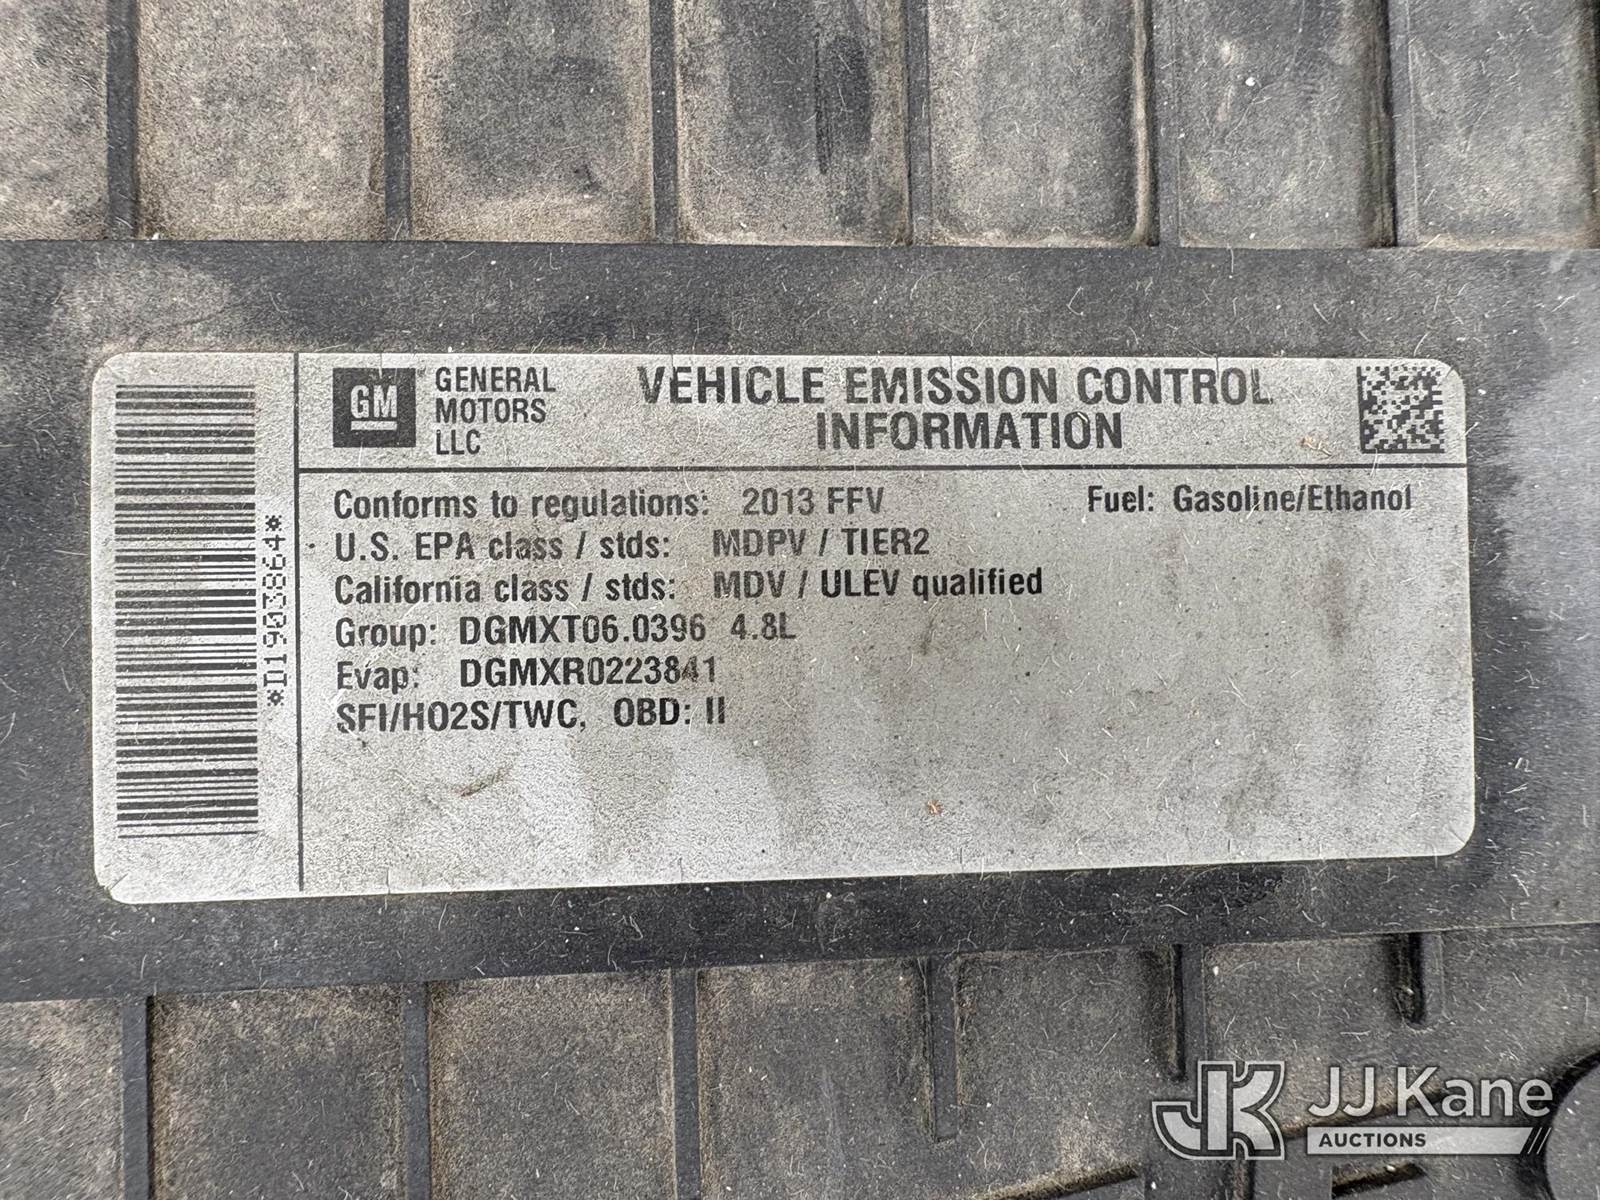 *D1903864*
GM
GENERAL
MOTORS
LLC
VEHICLE EMISSION CONTROL
INFORMATION
Conforms to regulations: 2013 FFV Fuel: Gasoline/Ethanol
U.S. EPA class / stds: MDPV / TIER2
California class / stds: MDV / ULEV qualified
Group: DGMXT06.0396 4.8L
Evap: DGMXR0223841
SFI/HO2S/TWC, OBD: II
JK JJ Kane
AUCTIONS